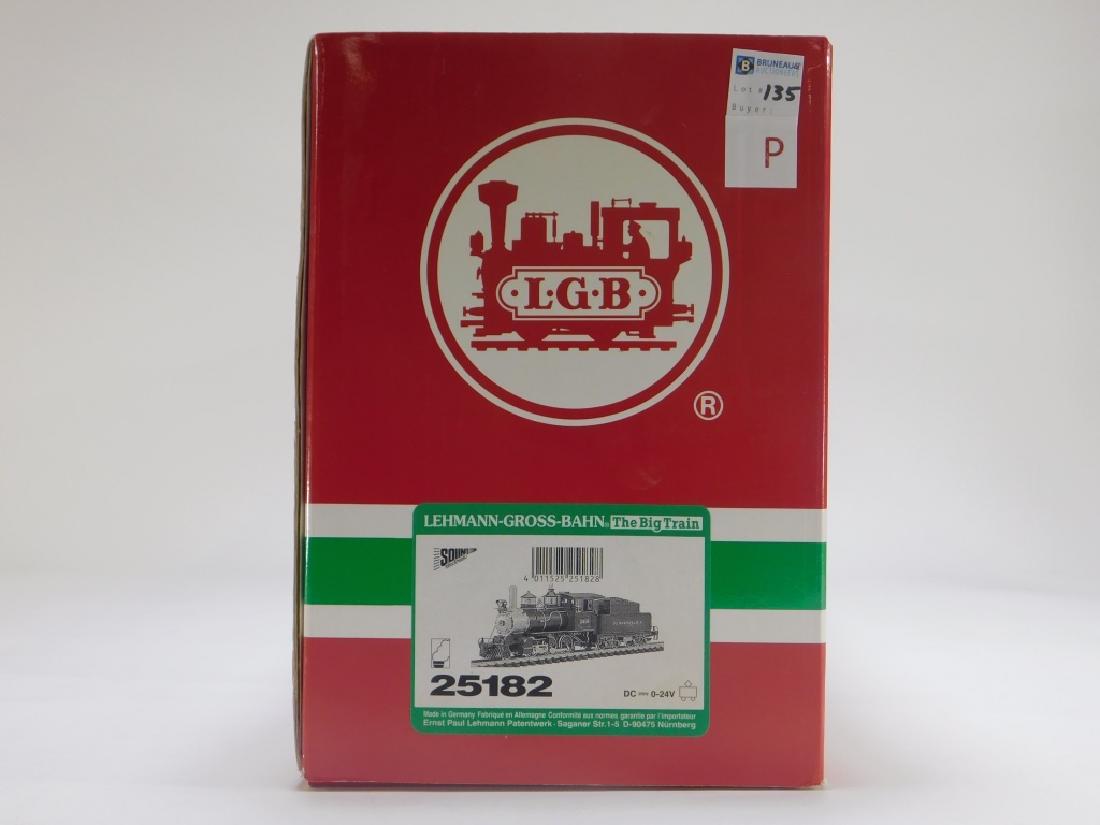 BRUNEAU &
AUCTIONEERS
Lot # 135
Buyer:
P
L·G·B
®
LEHMANN-GROSS-BAHN® The Big Train
SOUND
4 011525 251828
25182
DC 0-24V
Made in Germany Fabriqué en Allemagne Conformité aux normes garantie par l'importateur
Ernst Paul Lehmann Patentwerk · Saganer Str.1-5 D-90475 Nürnberg